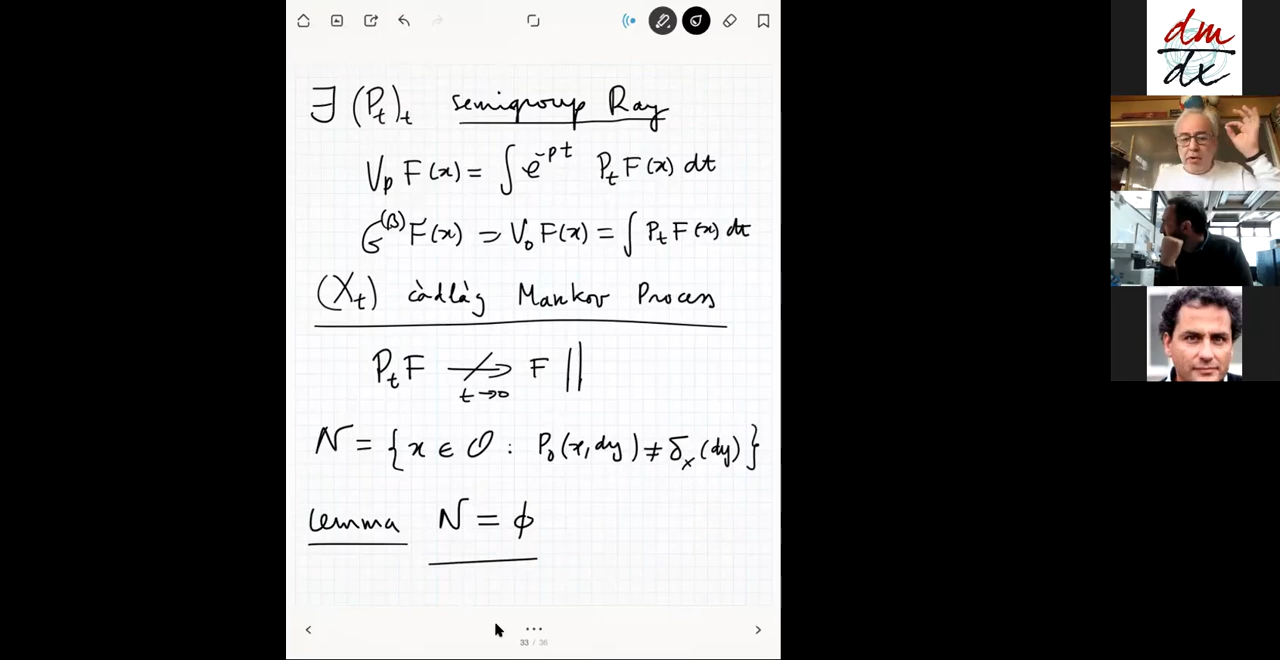 ∃ (P_t)_t semigroup Ray
V_p F(x) = ∫ e^{-pt} P_t F(x) dt
G^{(β)} F(x) = V_0 F(x) = ∫ P_t F(x) dt
(X_t) càdlàg Markov Process
P_t F ↛ F ||
t→0
N = { x ∈ O : P_0(x,dy) ≠ δ_x(dy) }
Lemma N = ϕ
33 / 36
dm
dx